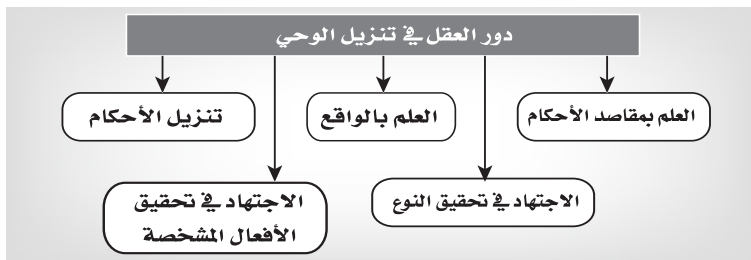 دور العقل في تنزيل الوحي
العلم بمقاصد الأحكام
العلم بالواقع
تنزيل الأحكام
الاجتهاد في تحقيق النوع
الاجتهاد في تحقيق
الأفعال المشخصة